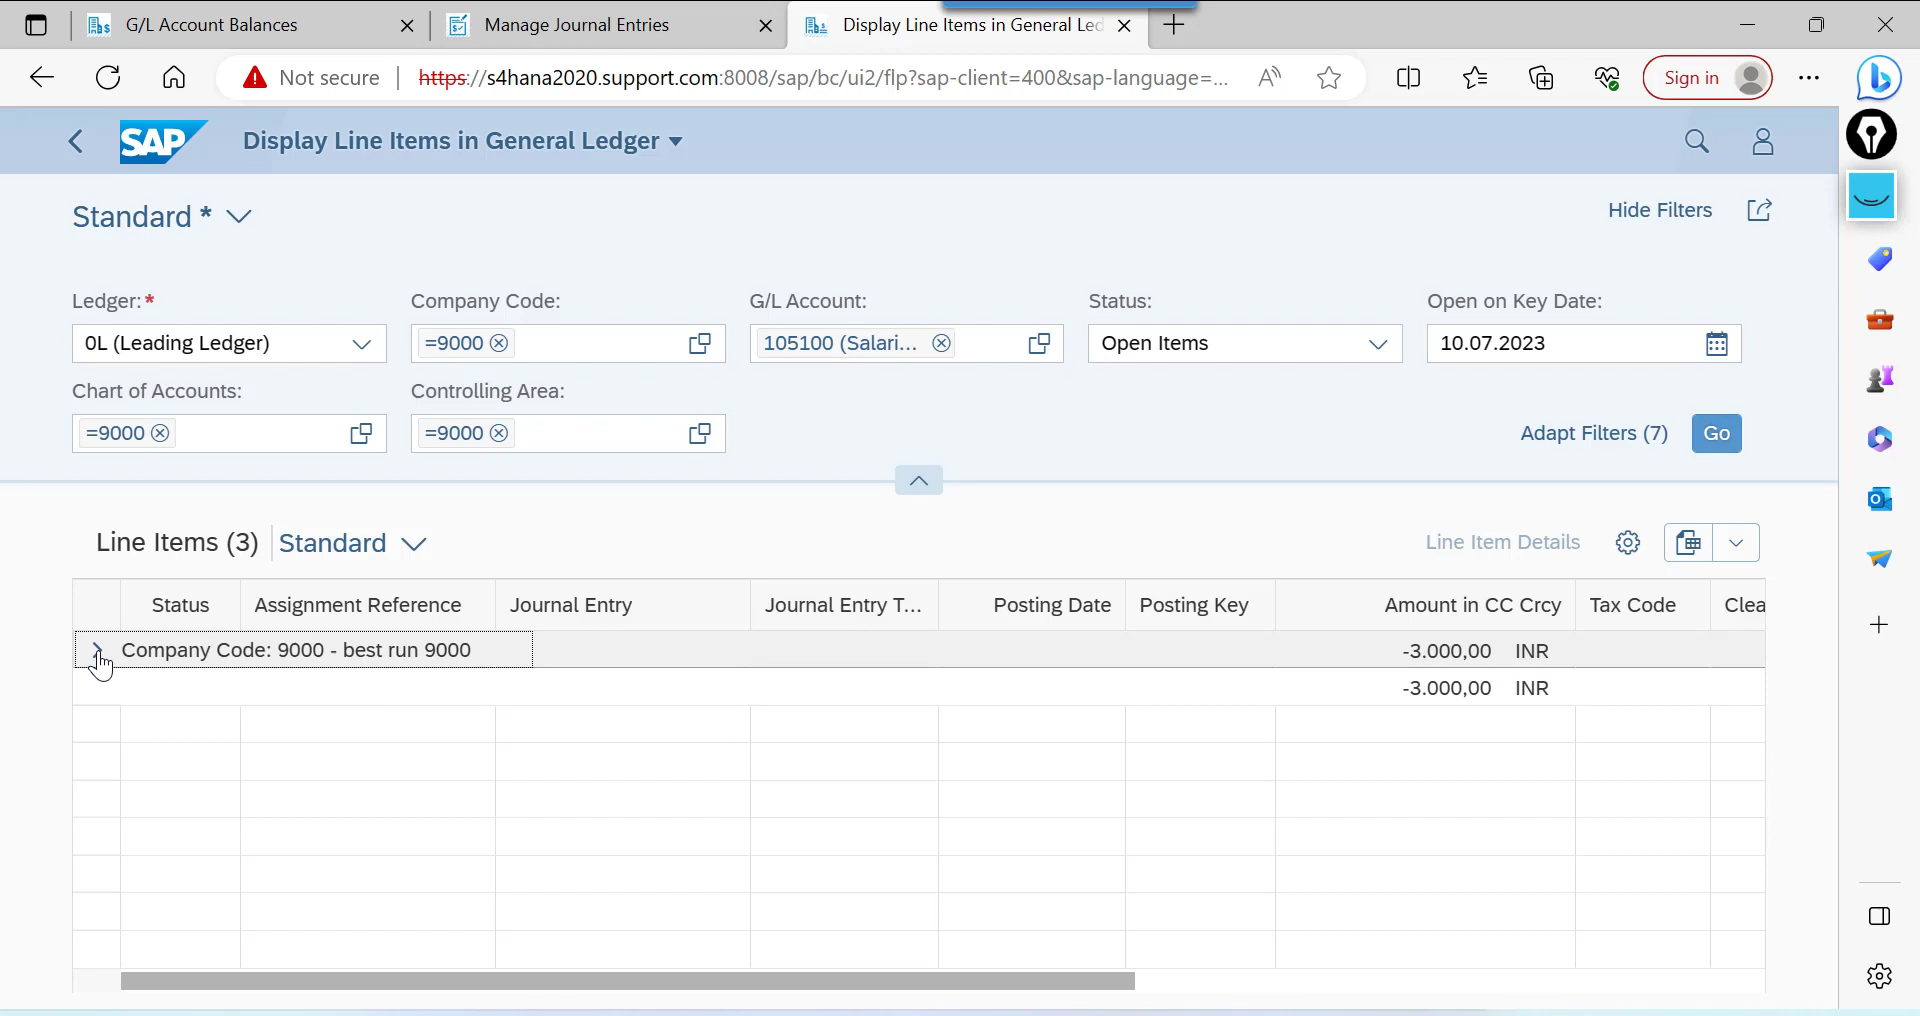 G/L Account Balances
Manage Journal Entries
Display Line Items in General Led
Not secure
https://s4hana2020.support.com:8008/sap/bc/ui2/flp?sap-client=400&sap-language=...
Sign in
SAP
Display Line Items in General Ledger
Standard *
Hide Filters
Ledger:*
Company Code:
G/L Account:
Status:
Open on Key Date:
0L (Leading Ledger)
=9000
105100 (Salari...
Open Items
10.07.2023
Chart of Accounts:
Controlling Area:
=9000
=9000
Adapt Filters (7)
Go
Line Items (3)
Standard
Line Item Details
Status
Assignment Reference
Journal Entry
Journal Entry T...
Posting Date
Posting Key
Amount in CC Crcy
Tax Code
Clea
Company Code: 9000 - best run 9000
-3.000,00 INR
-3.000,00 INR